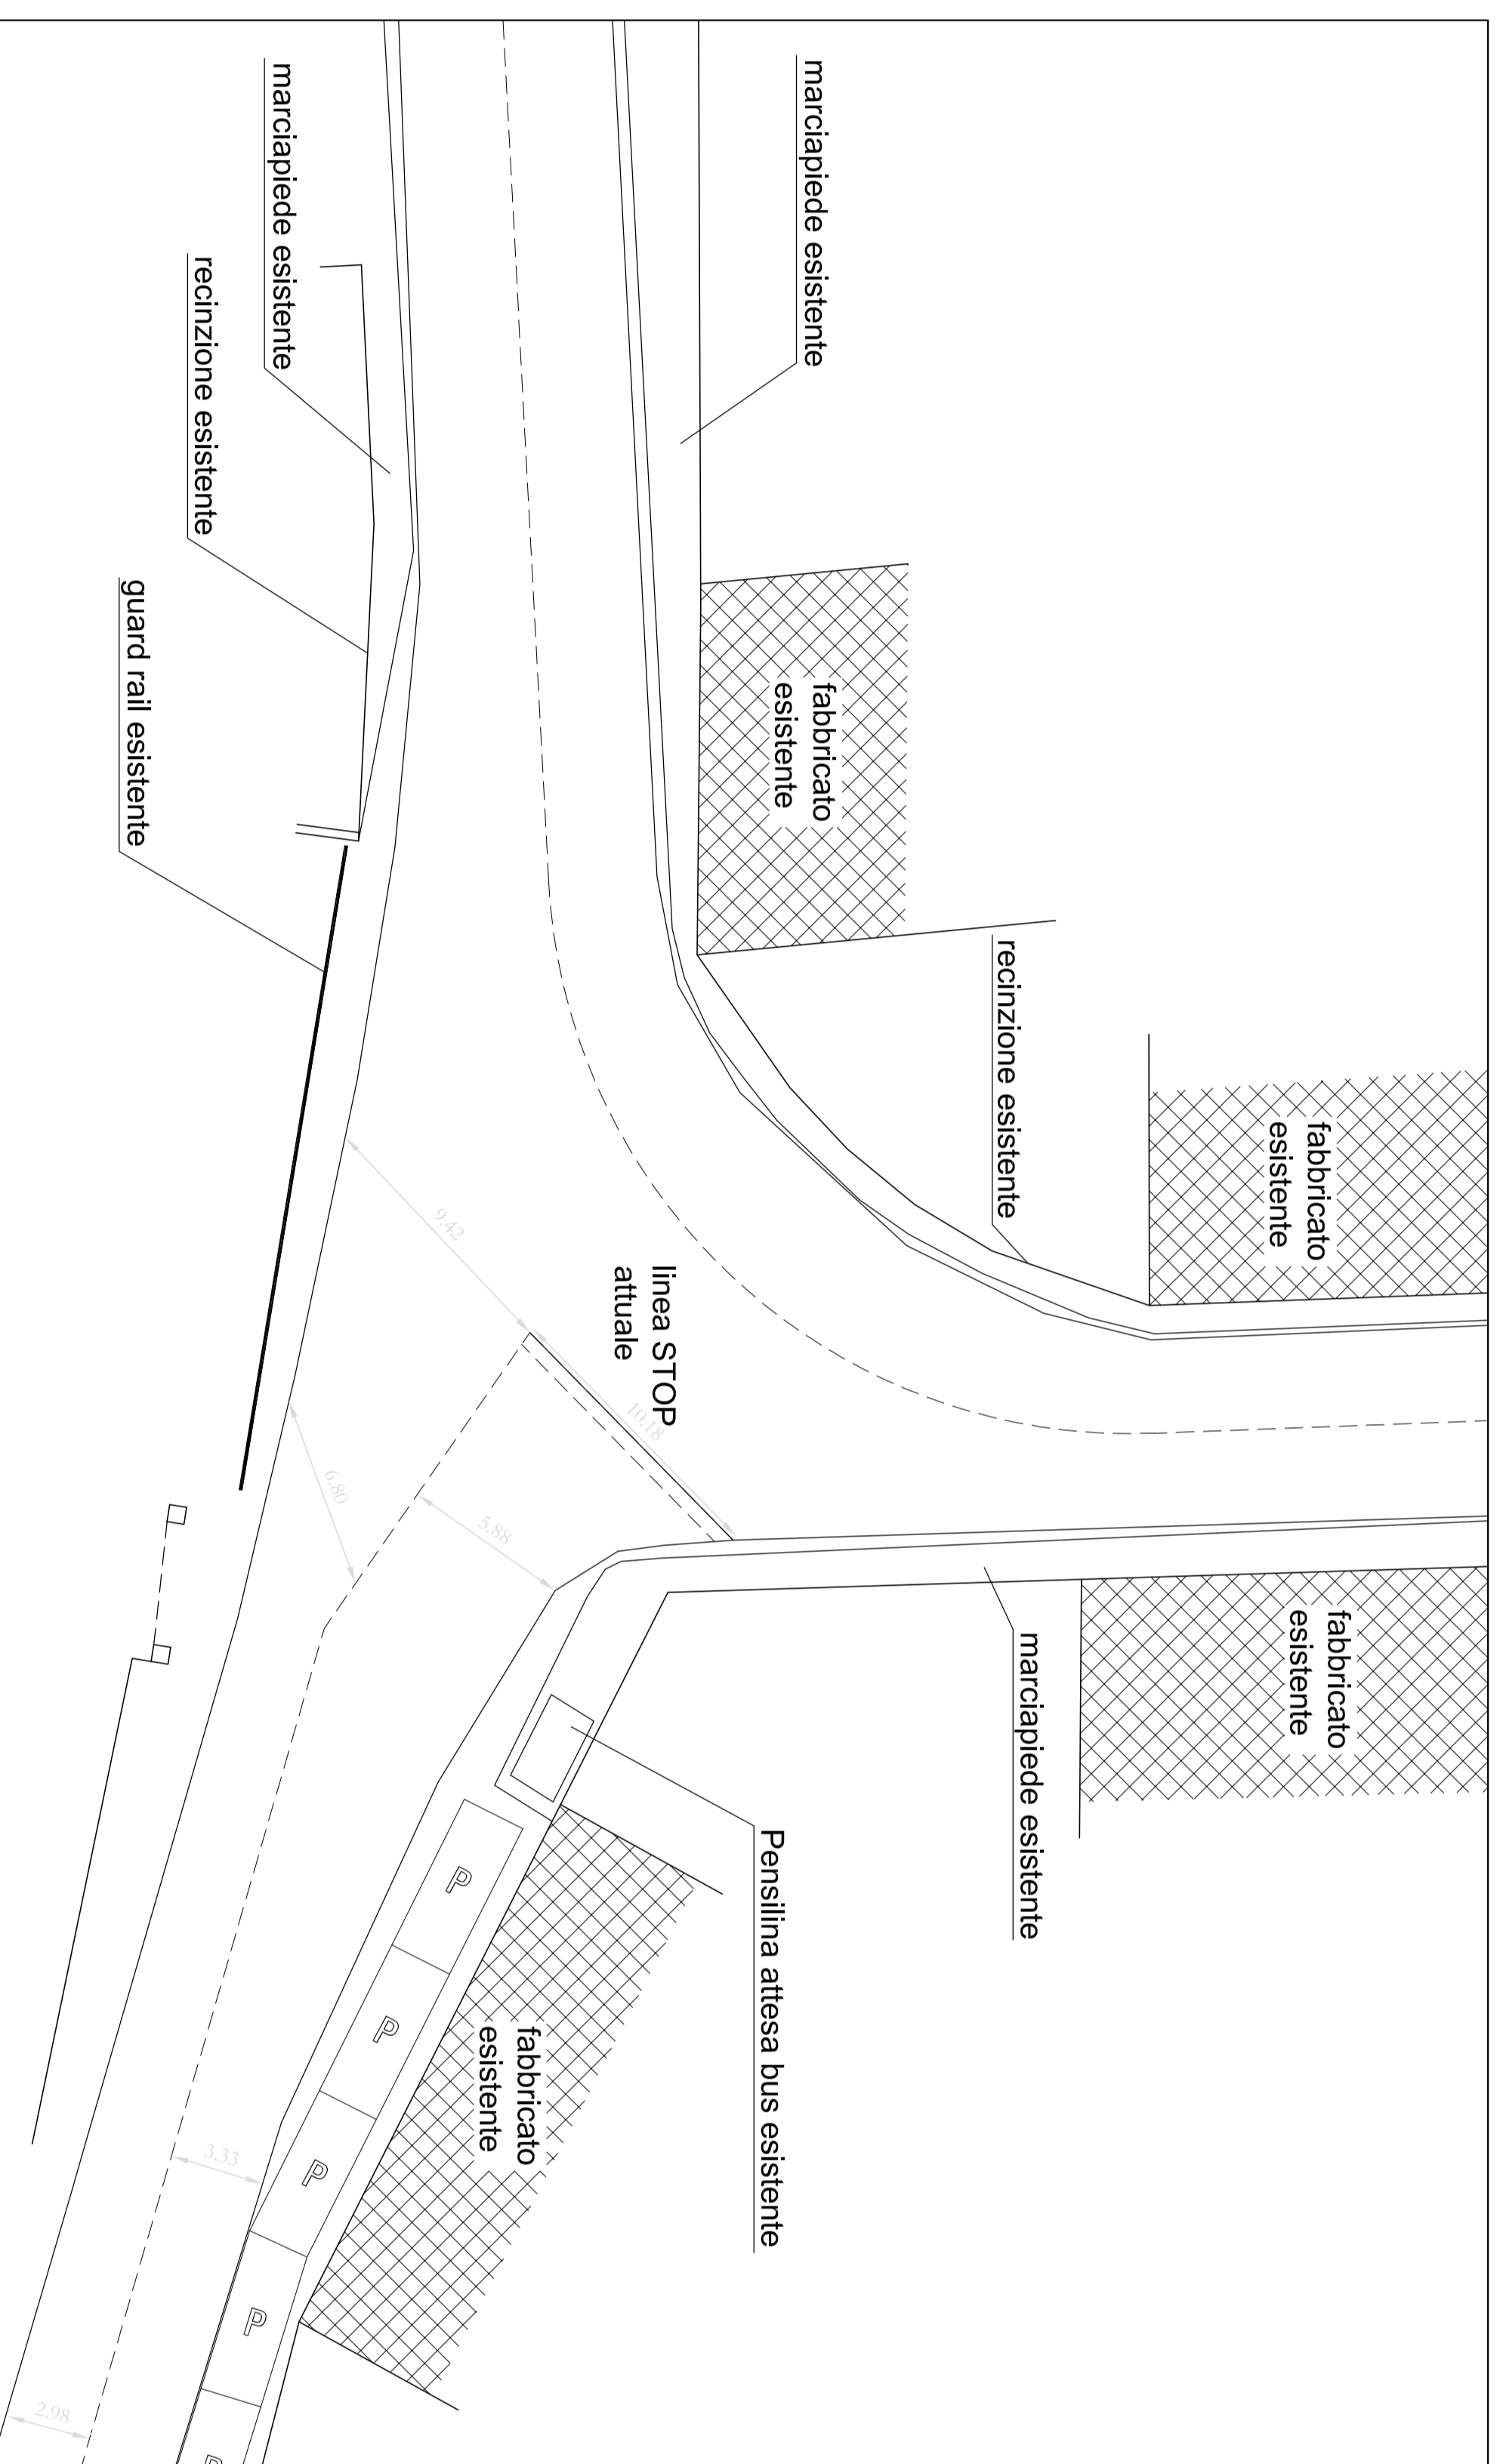 marciapiede esistente
marciapiede esistente
recinzione esistente
guard rail esistente
fabbricato
esistente
recinzione esistente
fabbricato
esistente
linea STOP
attuale
9.42
10.18
6.80
5.88
fabbricato
esistente
marciapiede esistente
Pensilina attesa bus esistente
fabbricato
esistente
P
P
P
P
P
3.33
2.98